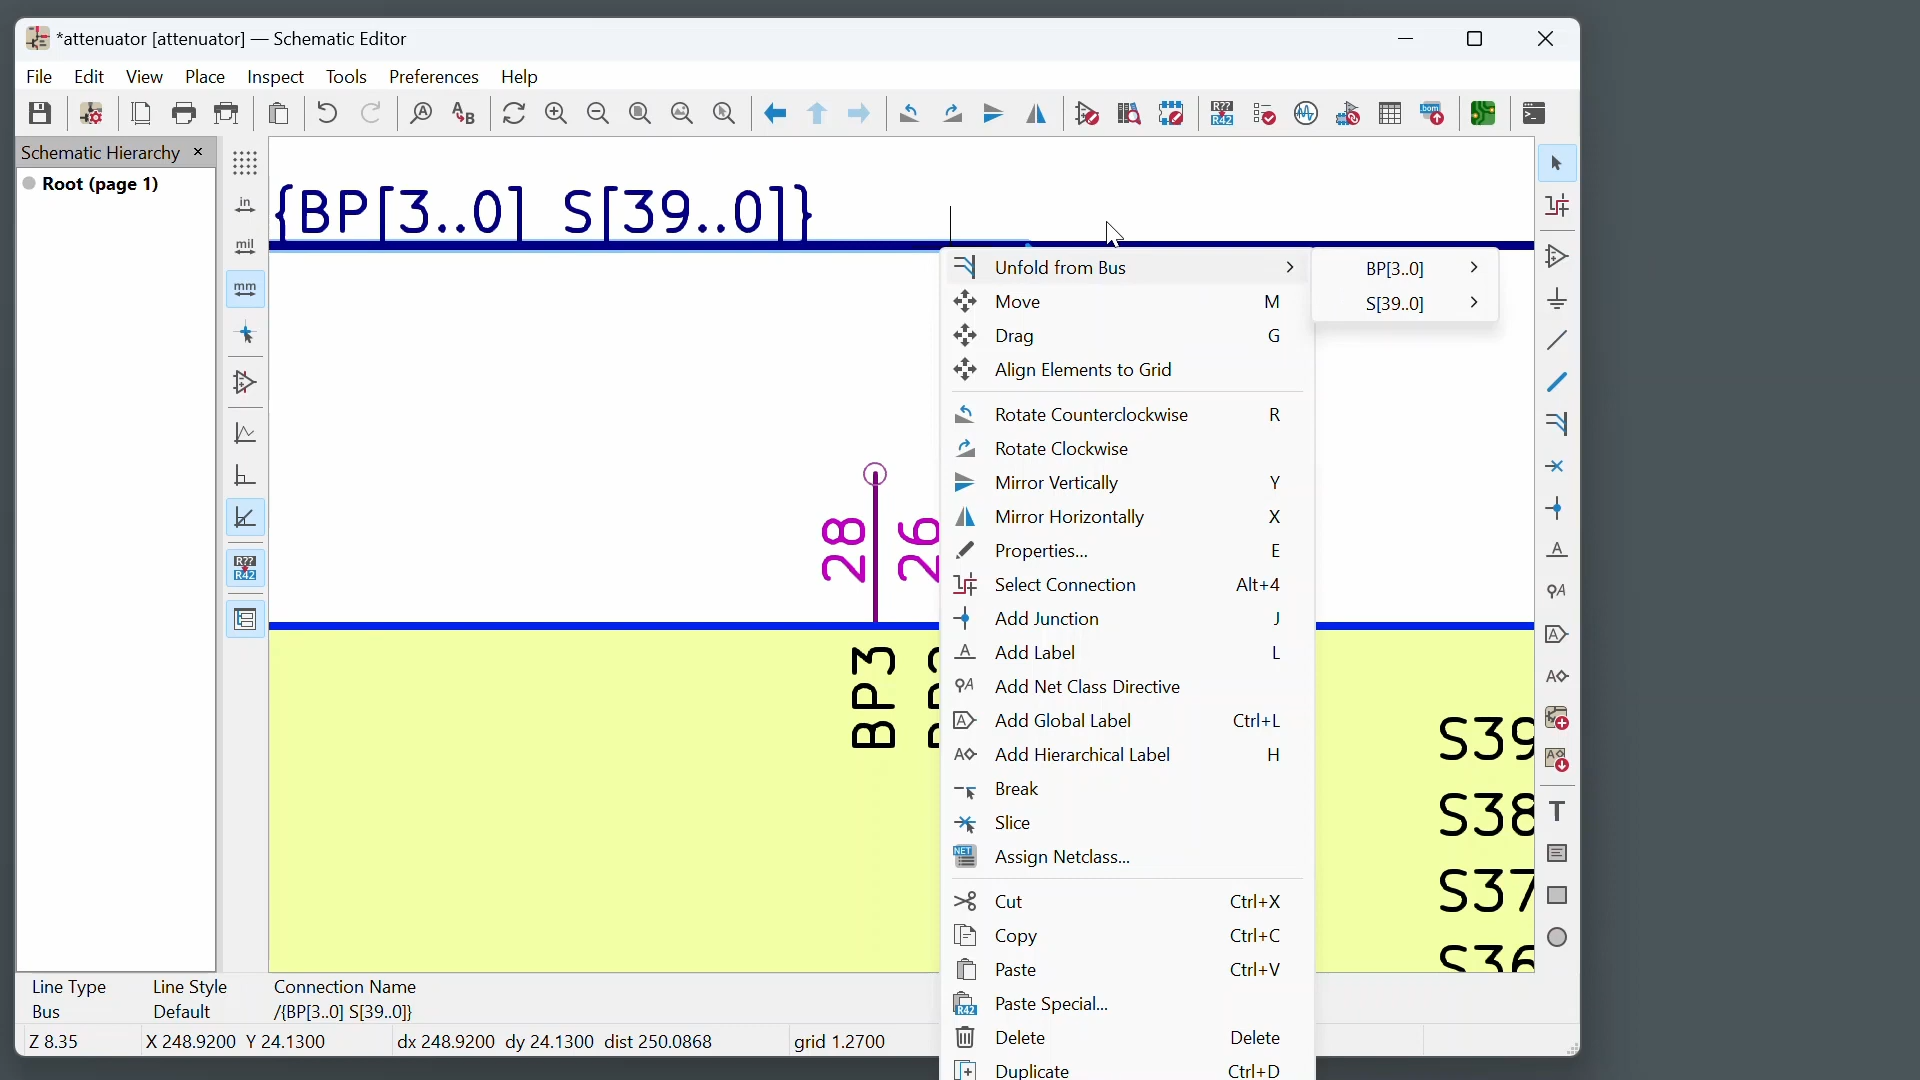 *attenuator [attenuator] — Schematic Editor
File Edit View Place Inspect Tools Preferences Help
Schematic Hierarchy
Root (page 1)
in
mil
mm
R??
R42
bom
{BP[3..0] S[39..0]}
28
26
BP3
S39
S38
S37
S36
Unfold from Bus
Move M
Drag G
Align Elements to Grid
Rotate Counterclockwise R
Rotate Clockwise
Mirror Vertically Y
Mirror Horizontally X
Properties... E
Select Connection Alt+4
Add Junction J
Add Label L
Add Net Class Directive
Add Global Label Ctrl+L
Add Hierarchical Label H
Break
Slice
Assign Netclass...
Cut Ctrl+X
Copy Ctrl+C
Paste Ctrl+V
Paste Special...
Delete Delete
Duplicate Ctrl+D
BP[3..0]
S[39..0]
Line Type Line Style Connection Name
Bus Default /{BP[3..0] S[39..0]}
Z 8.35 X 248.9200 Y 24.1300 dx 248.9200 dy 24.1300 dist 250.0868 grid 1.2700